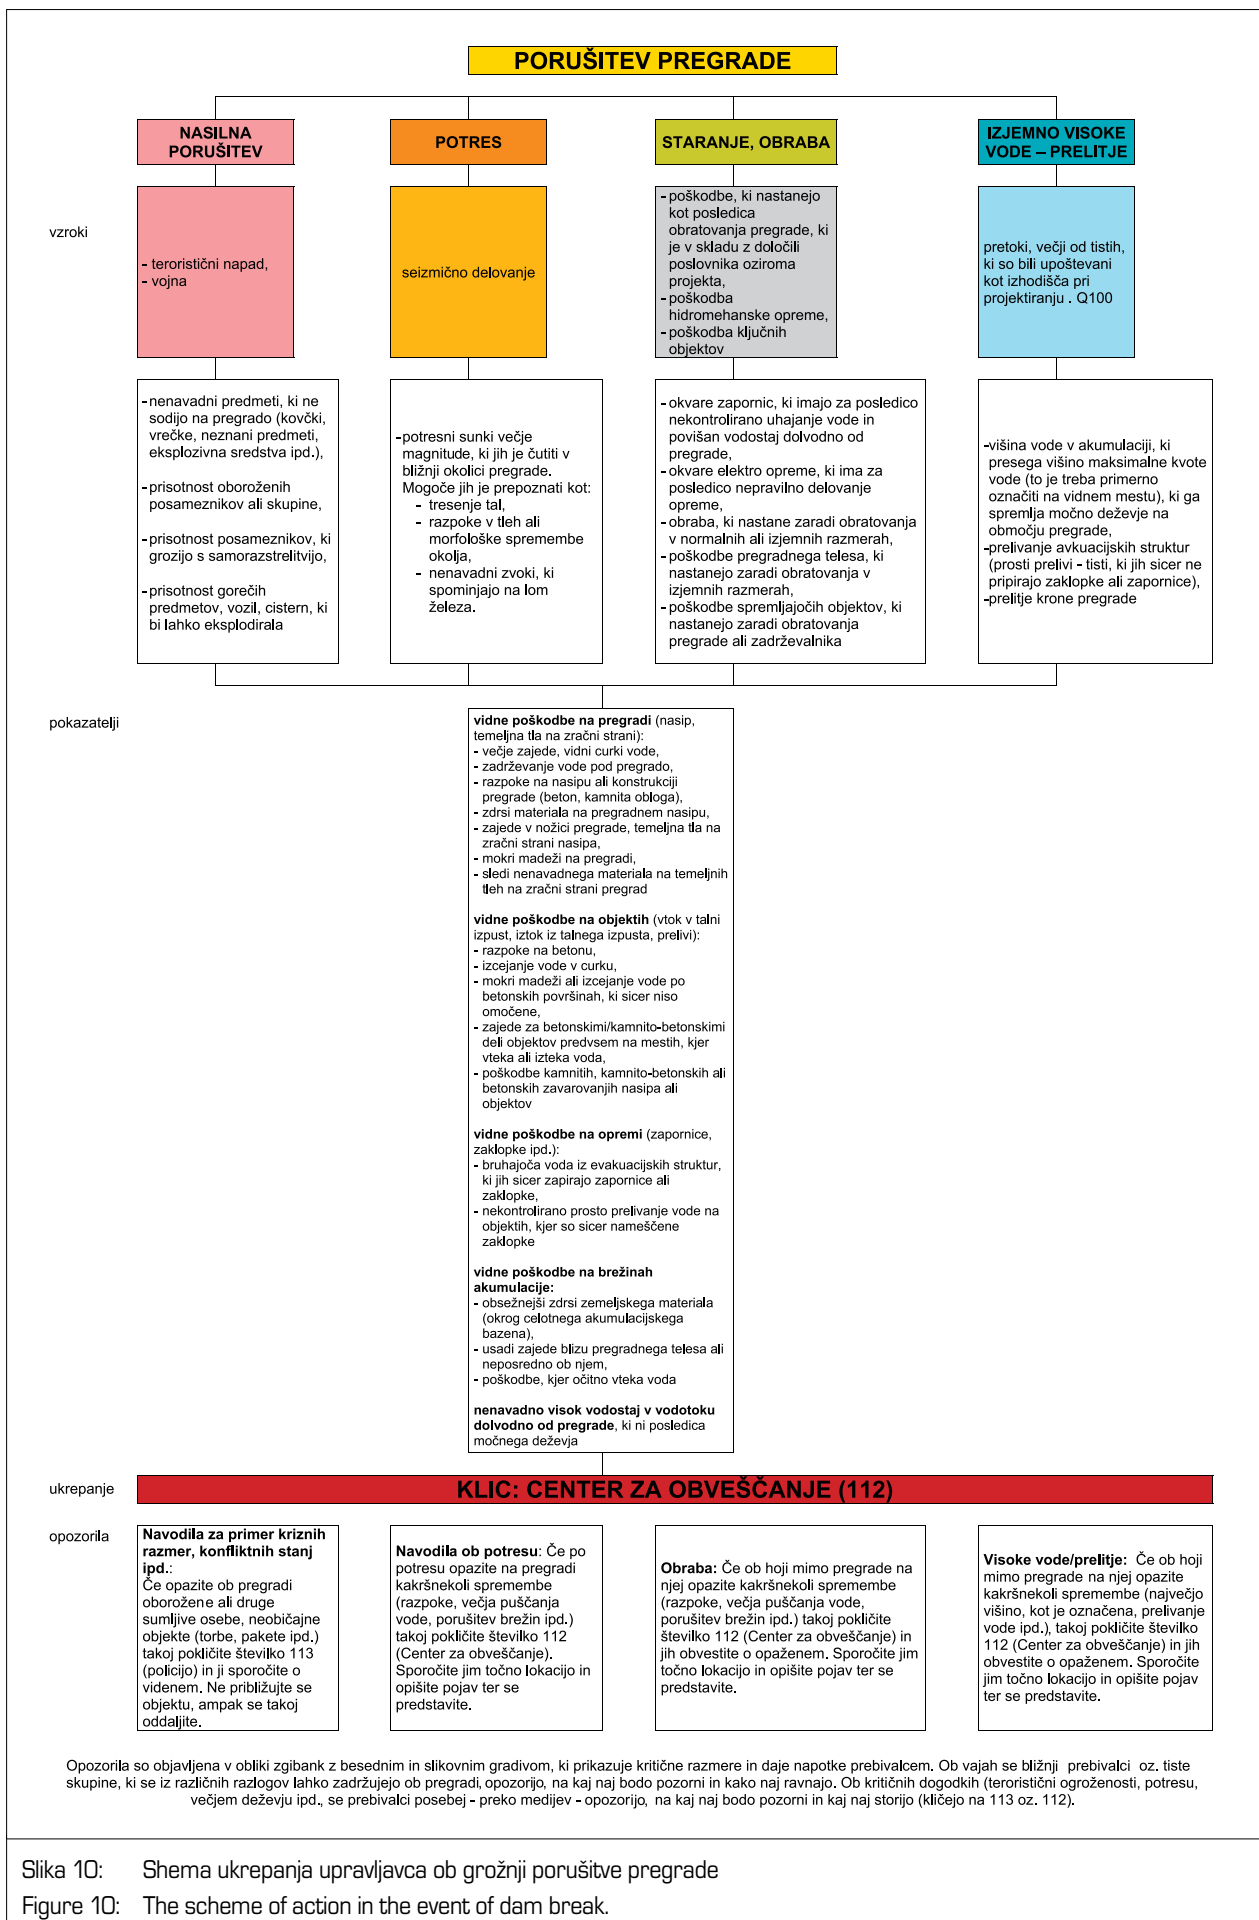 PORUŠITEV PREGRADE
NASILNA
PORUŠITEV
POTRES
STARANJE, OBRABA
IZJEMNO VISOKE
VODE – PRELITJE
vzroki
- teroristični napad,
- vojna
seizmično delovanje
- poškodbe, ki nastanejo
kot posledica
obratovanja pregrade, ki
je v skladu z določili
poslovnika oziroma
projekta,
- poškodba
hidromehanske opreme,
- poškodba ključnih
objektov
pretoki, večji od tistih,
ki so bili upoštevani
kot izhodišča pri
projektiranju . Q100
- nenavadni predmeti, ki ne
sodijo na pregrado (kovčki,
vrečke, neznani predmeti,
eksplozivna sredstva ipd.),
- prisotnost oboroženih
posameznikov ali skupine,
- prisotnost posameznikov, ki
grozijo s samorazstrelitvijo,
- prisotnost gorečih
predmetov, vozil, cistern, ki
bi lahko eksplodirala
- potresni sunki večje
magnitude, ki jih je čutiti v
bližnji okolici pregrade.
Mogoče jih je prepoznati kot:
- tresenje tal,
- razpoke v tleh ali
morfološke spremembe
okolja,
- nenavadni zvoki, ki
spominjajo na lom
železa.
- okvare zapornic, ki imajo za posledico
nekontrolirano uhajanje vode in
povišan vodostaj dolvodno od
pregrade,
- okvare elektro opreme, ki ima za
posledico nepravilno delovanje
opreme,
- obraba, ki nastane zaradi obratovanja
v normalnih ali izjemnih razmerah,
- poškodbe pregradnega telesa, ki
nastanejo zaradi obratovanja v
izjemnih razmerah,
- poškodbe spremljajočih objektov, ki
nastanejo zaradi obratovanja
pregrade ali zadrževalnika
-višina vode v akumulaciji, ki
presega višino maksimalne kvote
vode (to je treba primerno
označiti na vidnem mestu), ki ga
spremlja močno deževje na
območju pregrade,
-prelivanje avkuacijskih struktur
(prosti prelivi - tisti, ki jih sicer ne
pripirajo zaklopke ali zapornice),
-prelitje krone pregrade
pokazatelji
vidne poškodbe na pregradi (nasip,
temeljna tla na zračni strani):
- večje zajede, vidni curki vode,
- zadrževanje vode pod pregrado,
- razpoke na nasipu ali konstrukciji
pregrade (beton, kamnita obloga),
- zdrsi materiala na pregradnem nasipu,
- zajede v nožici pregrade, temeljna tla na
zračni strani nasipa,
- mokri madeži na pregradi,
- sledi nenavadnega materiala na temeljnih
tleh na zračni strani pregrad
vidne poškodbe na objektih (vtok v talni
izpust, iztok iz talnega izpusta, prelivi):
- razpoke na betonu,
- izcejanje vode v curku,
- mokri madeži ali izcejanje vode po
betonskih površinah, ki sicer niso
omočene,
- zajede za betonskimi/kamnito-betonskimi
deli objektov predvsem na mestih, kjer
vteka ali izteka voda,
- poškodbe kamnitih, kamnito-betonskih ali
betonskih zavarovanjih nasipa ali
objektov
vidne poškodbe na opremi (zapornice,
zaklopke ipd.):
- bruhajoča voda iz evakuacijskih struktur,
ki jih sicer zapirajo zapornice ali
zaklopke,
- nekontrolirano prosto prelivanje vode na
objektih, kjer so sicer nameščene
zaklopke
vidne poškodbe na brežinah
akumulacije:
- obsežnejši zdrsi zemeljskega materiala
(okrog celotnega akumulacijskega
bazena),
- usadi zajede blizu pregradnega telesa ali
neposredno ob njem,
- poškodbe, kjer očitno vteka voda
nenavadno visok vodostaj v vodotoku
dolvodno od pregrade, ki ni posledica
močnega deževja
ukrepanje
KLIC: CENTER ZA OBVEŠČANJE (112)
opozorila
Navodila za primer kriznih
razmer, konfliktnih stanj
ipd.:
Če opazite ob pregradi
oborožene ali druge
sumljive osebe, neobičajne
objekte (torbe, pakete ipd.)
takoj pokličite številko 113
(policijo) in ji sporočite o
videnem. Ne približujte se
objektu, ampak se takoj
oddaljite.
Navodila ob potresu: Če po
potresu opazite na pregradi
kakršnekoli spremembe
(razpoke, večja puščanja
vode, porušitev brežin ipd.)
takoj pokličite številko 112
(Center za obveščanje).
Sporočite jim točno lokacijo in
opišite pojav ter se
predstavite.
Obraba: Če ob hoji mimo pregrade na
njej opazite kakršnekoli spremembe
(razpoke, večja puščanja vode,
porušitev brežin ipd.) takoj pokličite
številko 112 (Center za obveščanje) in
jih obvestite o opaženem. Sporočite jim
točno lokacijo in opišite pojav ter se
predstavite.
Visoke vode/prelitje: Če ob hoji
mimo pregrade na njej opazite
kakršnekoli spremembe (največjo
višino, kot je označena, prelivanje
vode ipd.), takoj pokličite številko
112 (Center za obveščanje) in jih
obvestite o opaženem. Sporočite
jim točno lokacijo in opišite pojav
ter se predstavite.
Opozorila so objavljena v obliki zgibank z besednim in slikovnim gradivom, ki prikazuje kritične razmere in daje napotke prebivalcem. Ob vajah se bližnji prebivalci oz. tiste
skupine, ki se iz različnih razlogov lahko zadržujejo ob pregradi, opozorijo, na kaj naj bodo pozorni in kako naj ravnajo. Ob kritičnih dogodkih (teroristični ogroženosti, potresu,
večjem deževju ipd., se prebivalci posebej - preko medijev - opozorijo, na kaj naj bodo pozorni in kaj naj storijo (kličejo na 113 oz. 112).
Slika 10: Shema ukrepanja upravljavca ob grožnji porušitve pregrade
Figure 10: The scheme of action in the event of dam break.